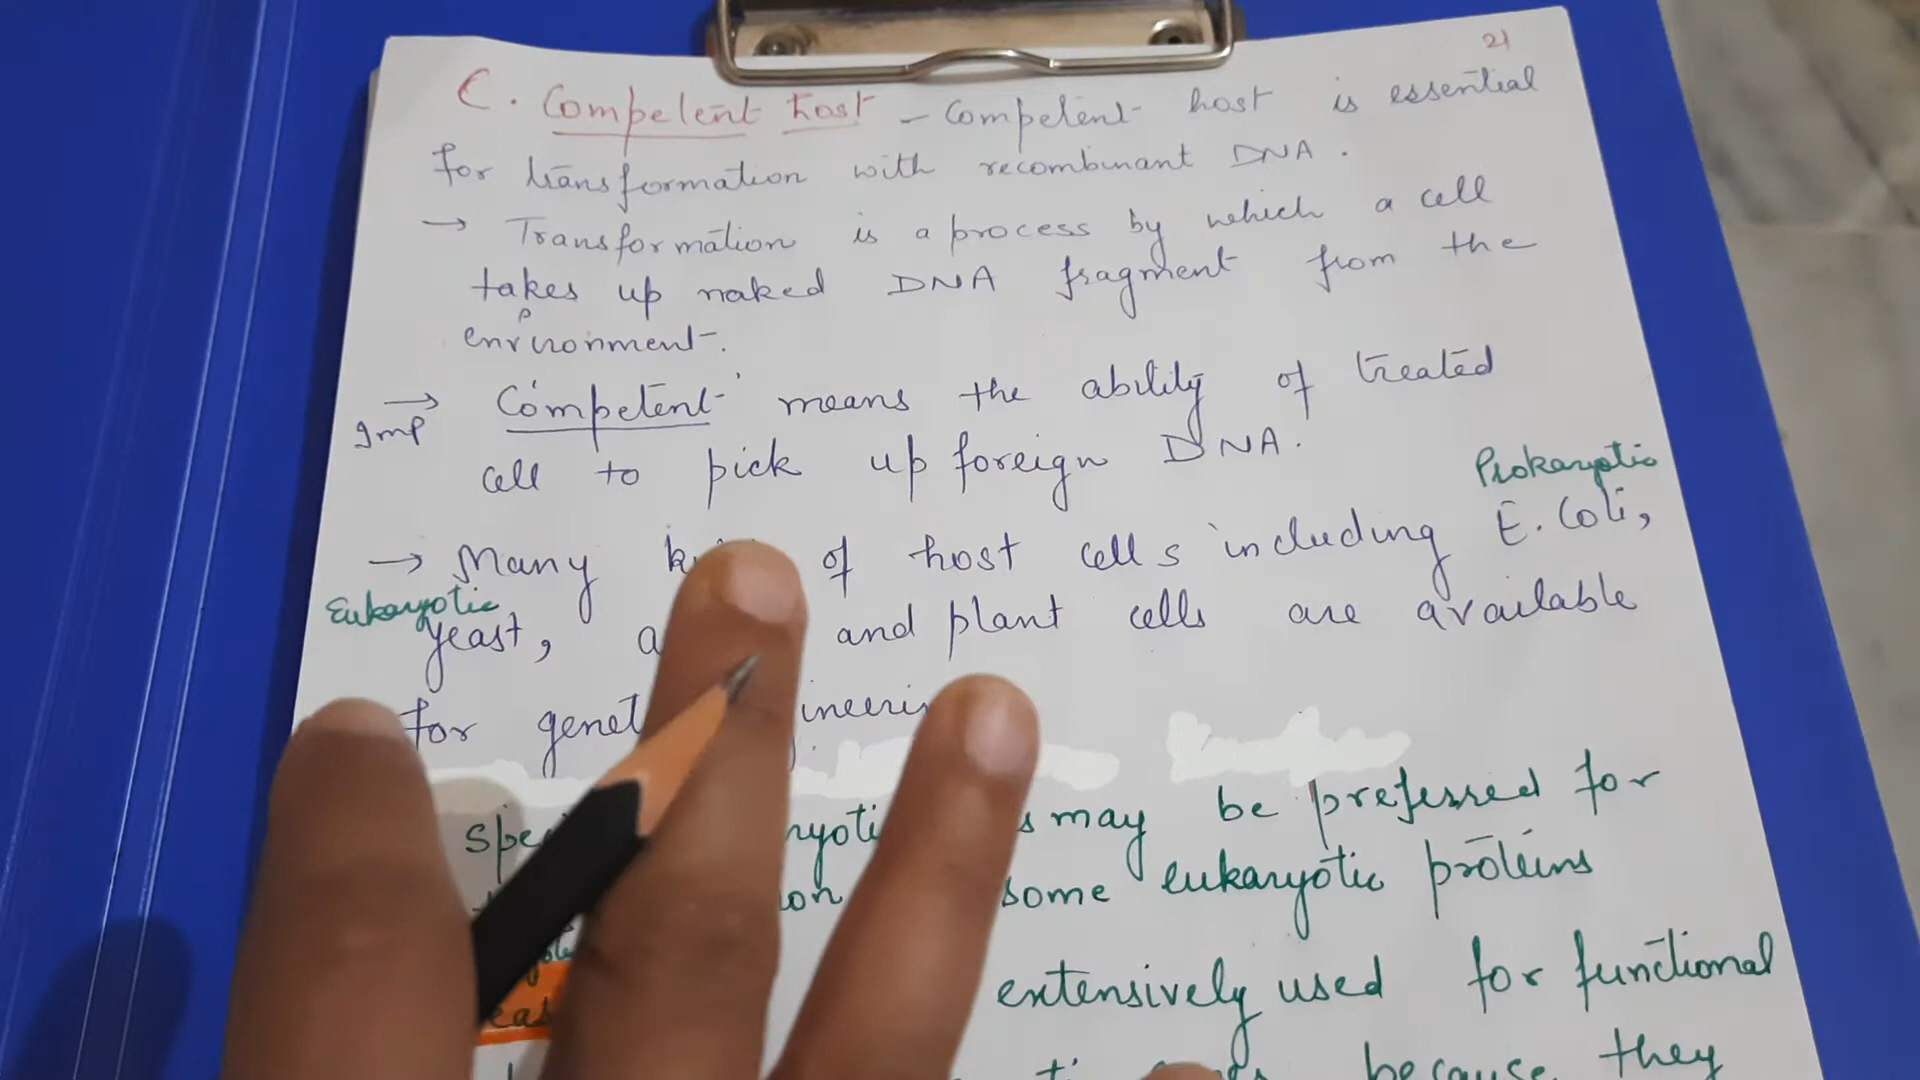 21
C. Competent host - Competent host is essential
for transformation with recombinant DNA.
→ Transformation is a process by which a cell
takes up naked DNA fragment from the
environment.
Imp → 'Competent' means the ability of treated
cell to pick up foreign DNA.
Prokaryotic
→ Many of host cells including E. Coli,
Eukaryotic
yeast, and plant cells are available
for
may be preferred for
some eukaryotic proteins
extensively used for functional
because they